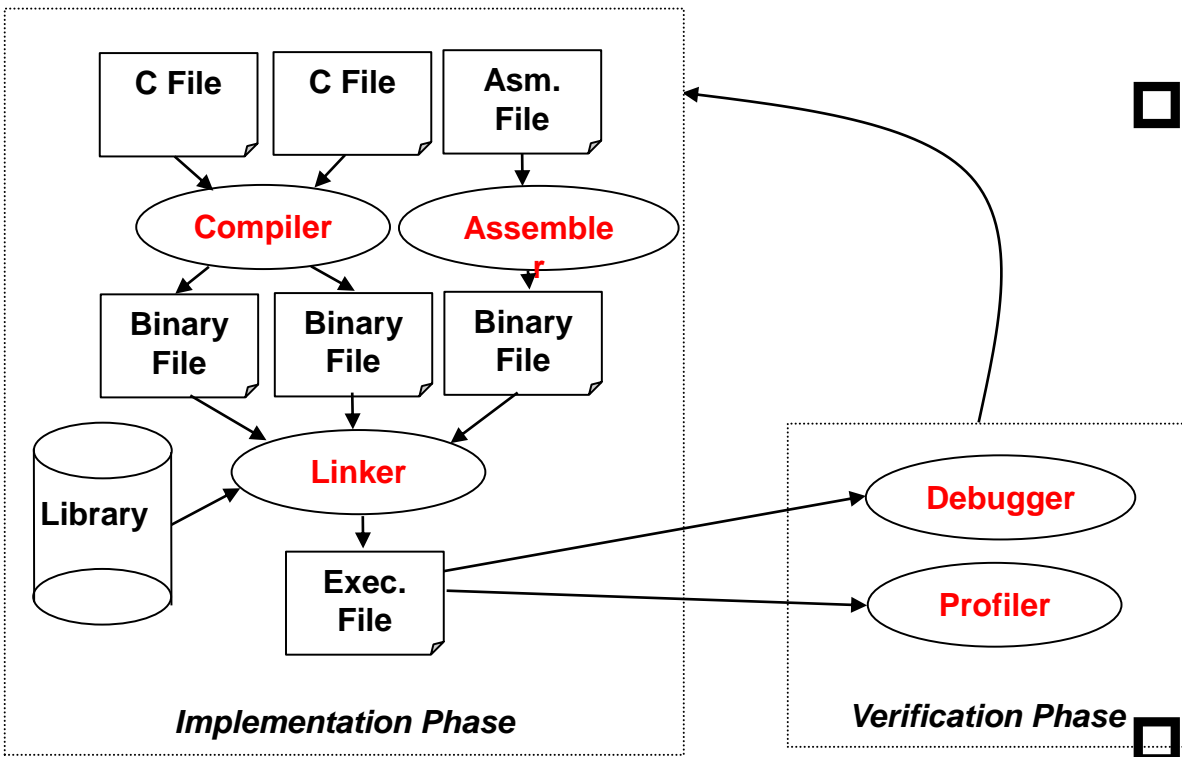 C File
C File
Asm.
File
Compiler
Assemble
r
Binary
File
Binary
File
Binary
File
Library
Linker
Exec.
File
Debugger
Profiler
Implementation Phase
Verification Phase